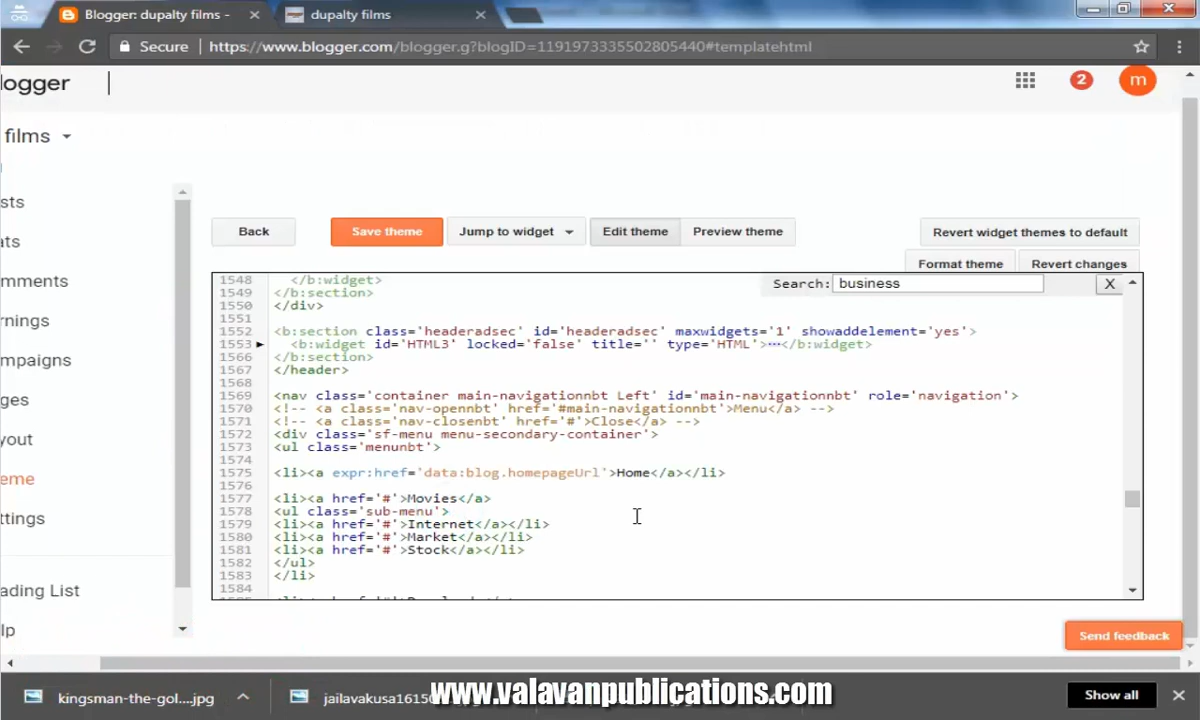 Blogger: dupalty films -
dupalty films
Secure
https://www.blogger.com/blogger.g?blogID=1191973335502805440#templatehtml
logger
2
m
films
sts
ats
mments
rnings
mpaigns
ges
yout
eme
ttings
ading List
lp
Back
Save theme
Jump to widget
Edit theme
Preview theme
Revert widget themes to default
Format theme
Revert changes
Search: business
X
1548 </b:widget>
1549 </b:section>
1550 </div>
1551
1552 <b:section class='headeradsec' id='headeradsec' maxwidgets='1' showaddelement='yes'>
1553 <b:widget id='HTML3' locked='false' title='' type='HTML'>…</b:widget>
1566 </b:section>
1567 </header>
1568
1569 <nav class='container main-navigationnbt Left' id='main-navigationnbt' role='navigation'>
1570 <!-- <a class='nav-opennbt' href='#main-navigationnbt'>Menu</a> -->
1571 <!-- <a class='nav-closenbt' href='#'>Close</a> -->
1572 <div class='sf-menu menu-secondary-container'>
1573 <ul class='menunbt'>
1574
1575 <li><a expr:href='data:blog.homepageUrl'>Home</a></li>
1576
1577 <li><a href='#'>Movies</a>
1578 <ul class='sub-menu'>
1579 <li><a href='#'>Internet</a></li>
1580 <li><a href='#'>Market</a></li>
1581 <li><a href='#'>Stock</a></li>
1582 </ul>
1583 </li>
1584
Send feedback
kingsman-the-gol....jpg
jailavakusa16150
www.valavanpublications.com
Show all